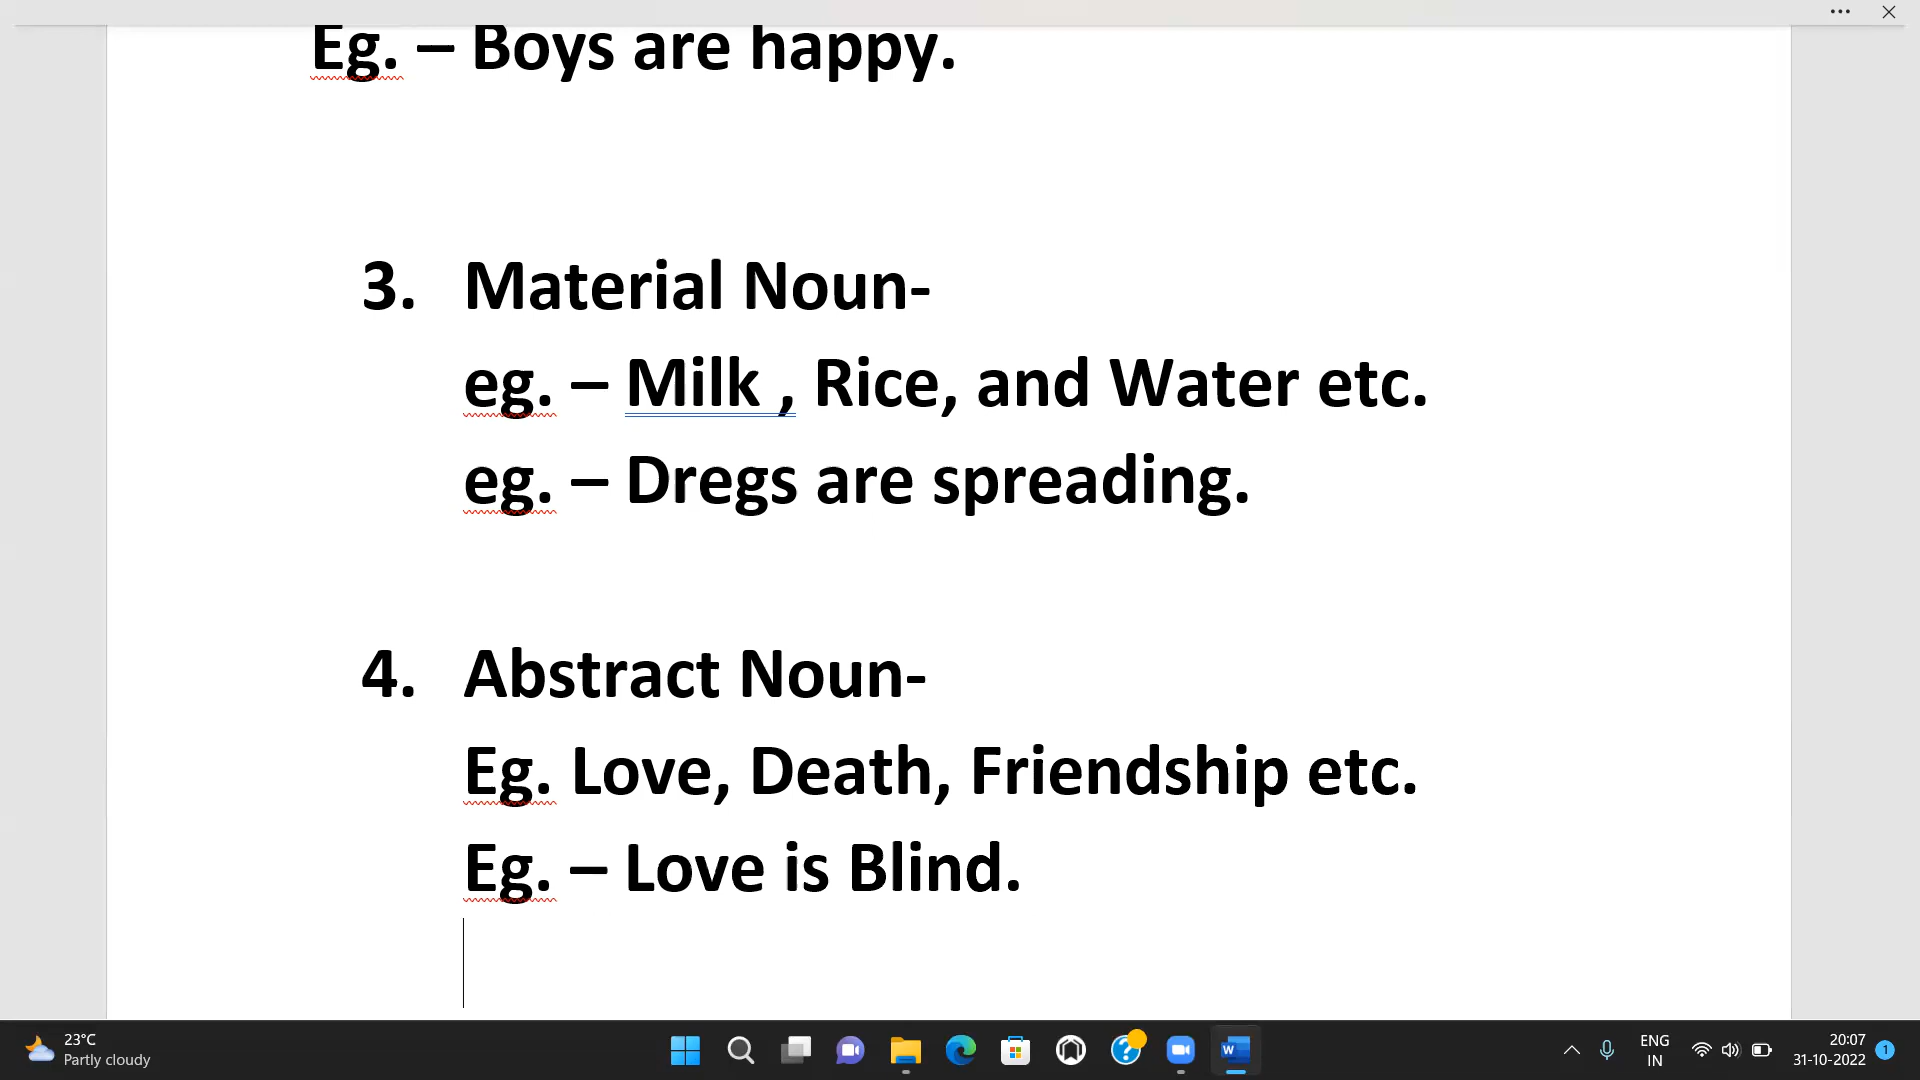 Eg. – Boys are happy.
3. Material Noun-
eg. – Milk , Rice, and Water etc.
eg. – Dregs are spreading.
4. Abstract Noun-
Eg. Love, Death, Friendship etc.
Eg. – Love is Blind.
23°C
Partly cloudy
ENG
IN
20:07
31-10-2022
1